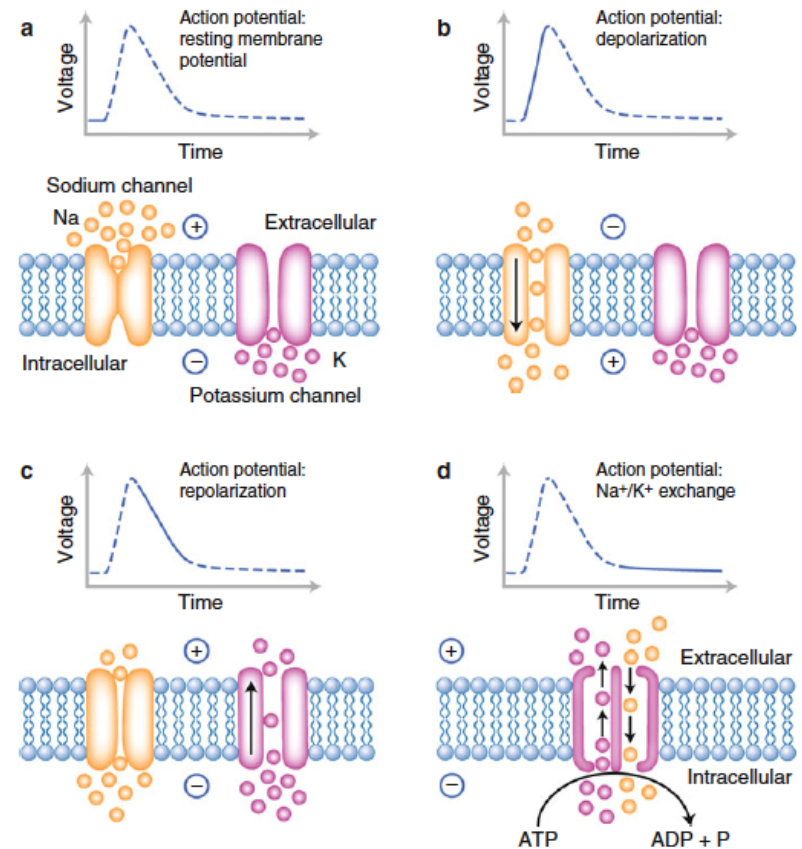 a
Action potential:
resting membrane
potential
Voltage
Time
Sodium channel
Na
+
Extracellular
Intracellular
−
K
Potassium channel
b
Action potential:
depolarization
Voltage
Time
−
+
c
Action potential:
repolarization
Voltage
Time
+
−
d
Action potential:
Na+/K+ exchange
Voltage
Time
+
Extracellular
−
Intracellular
ATP
ADP + P